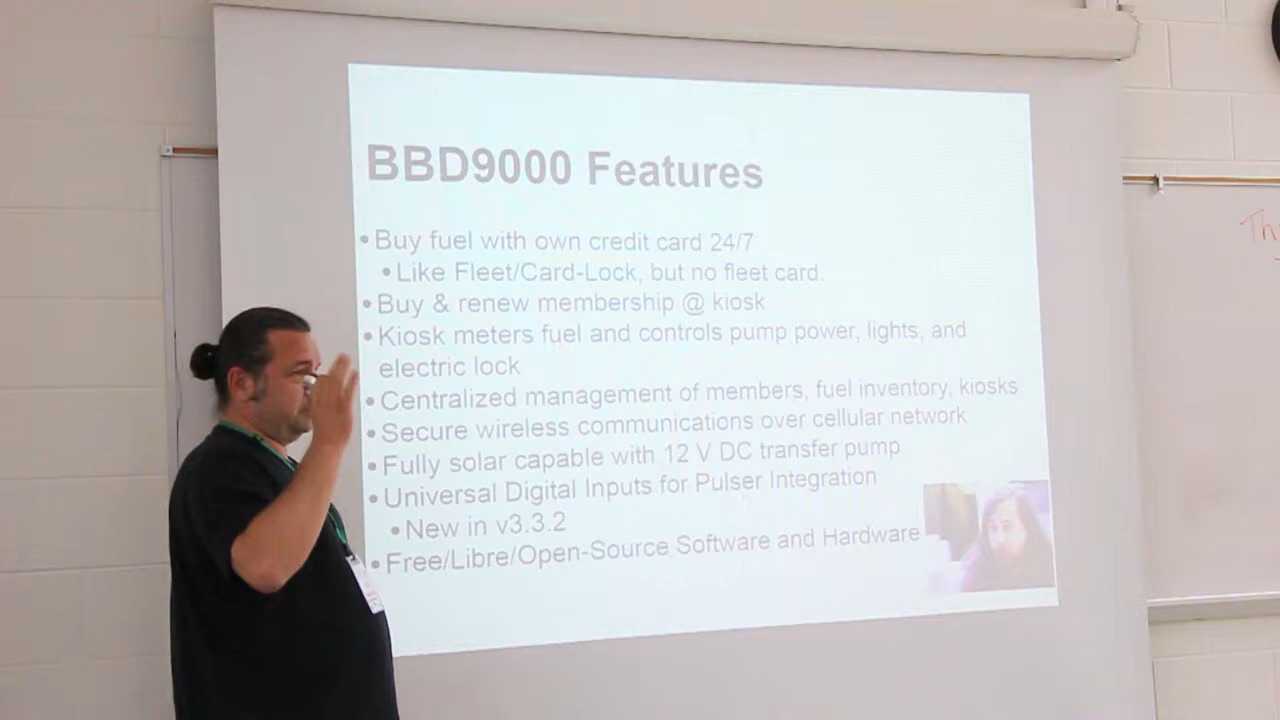 BBD9000 Features
•Buy fuel with own credit card 24/7
•Like Fleet/Card-Lock, but no fleet card.
•Buy & renew membership @ kiosk
•Kiosk meters fuel and controls pump power, lights, and
electric lock
•Centralized management of members, fuel inventory, kiosks
•Secure wireless communications over cellular network
•Fully solar capable with 12 V DC transfer pump
•Universal Digital Inputs for Pulser Integration
•New in v3.3.2
•Free/Libre/Open-Source Software and Hardware